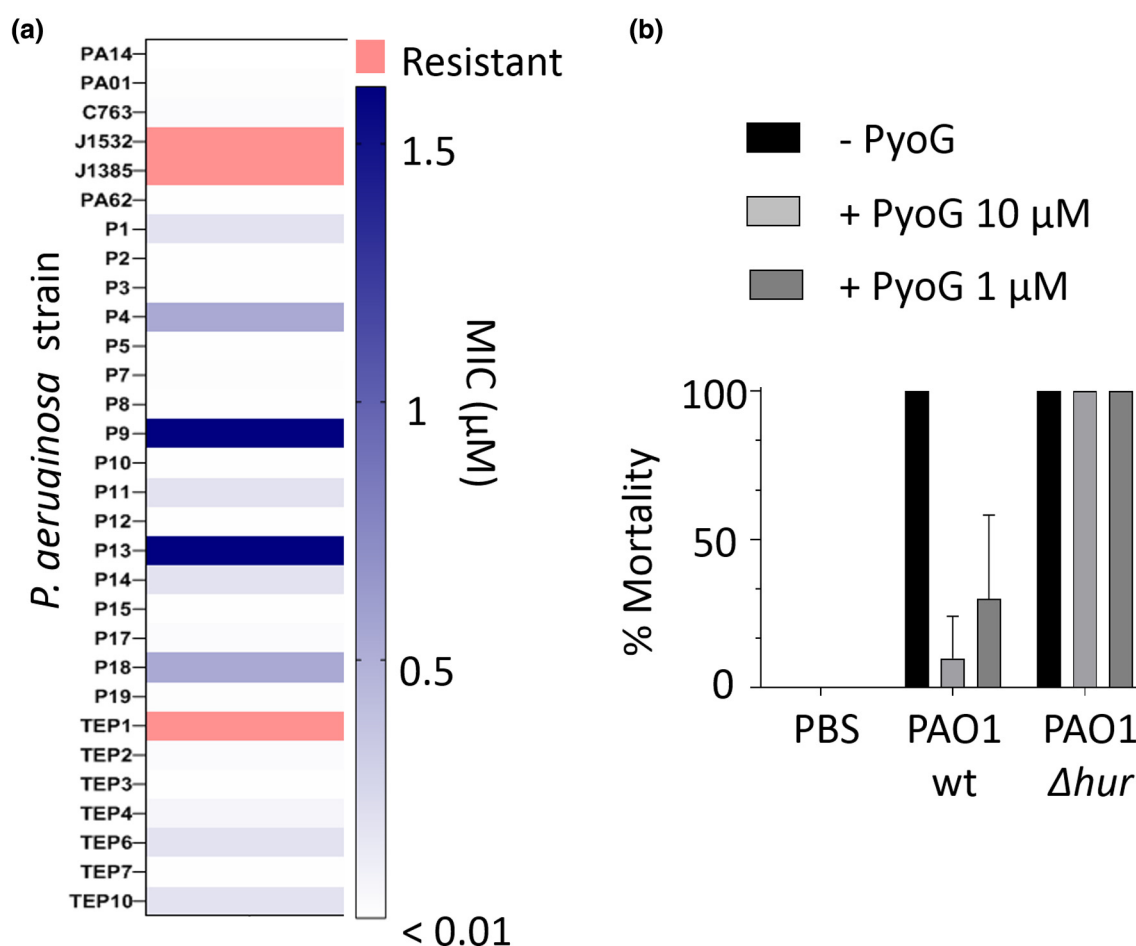 (a)
PA14
PA01
C763
J1532
J1385
PA62
P1
P2
P3
P4
P5
P7
P8
P9
P10
P11
P12
P13
P14
P15
P17
P18
P19
TEP1
TEP2
TEP3
TEP4
TEP6
TEP7
TEP10
P. aeruginosa strain
Resistant
1.5
1
0.5
< 0.01
MIC (µM)
(b)
- PyoG
+ PyoG 10 µM
+ PyoG 1 µM
% Mortality
100
50
0
PBS
PAO1
wt
PAO1
Δhur